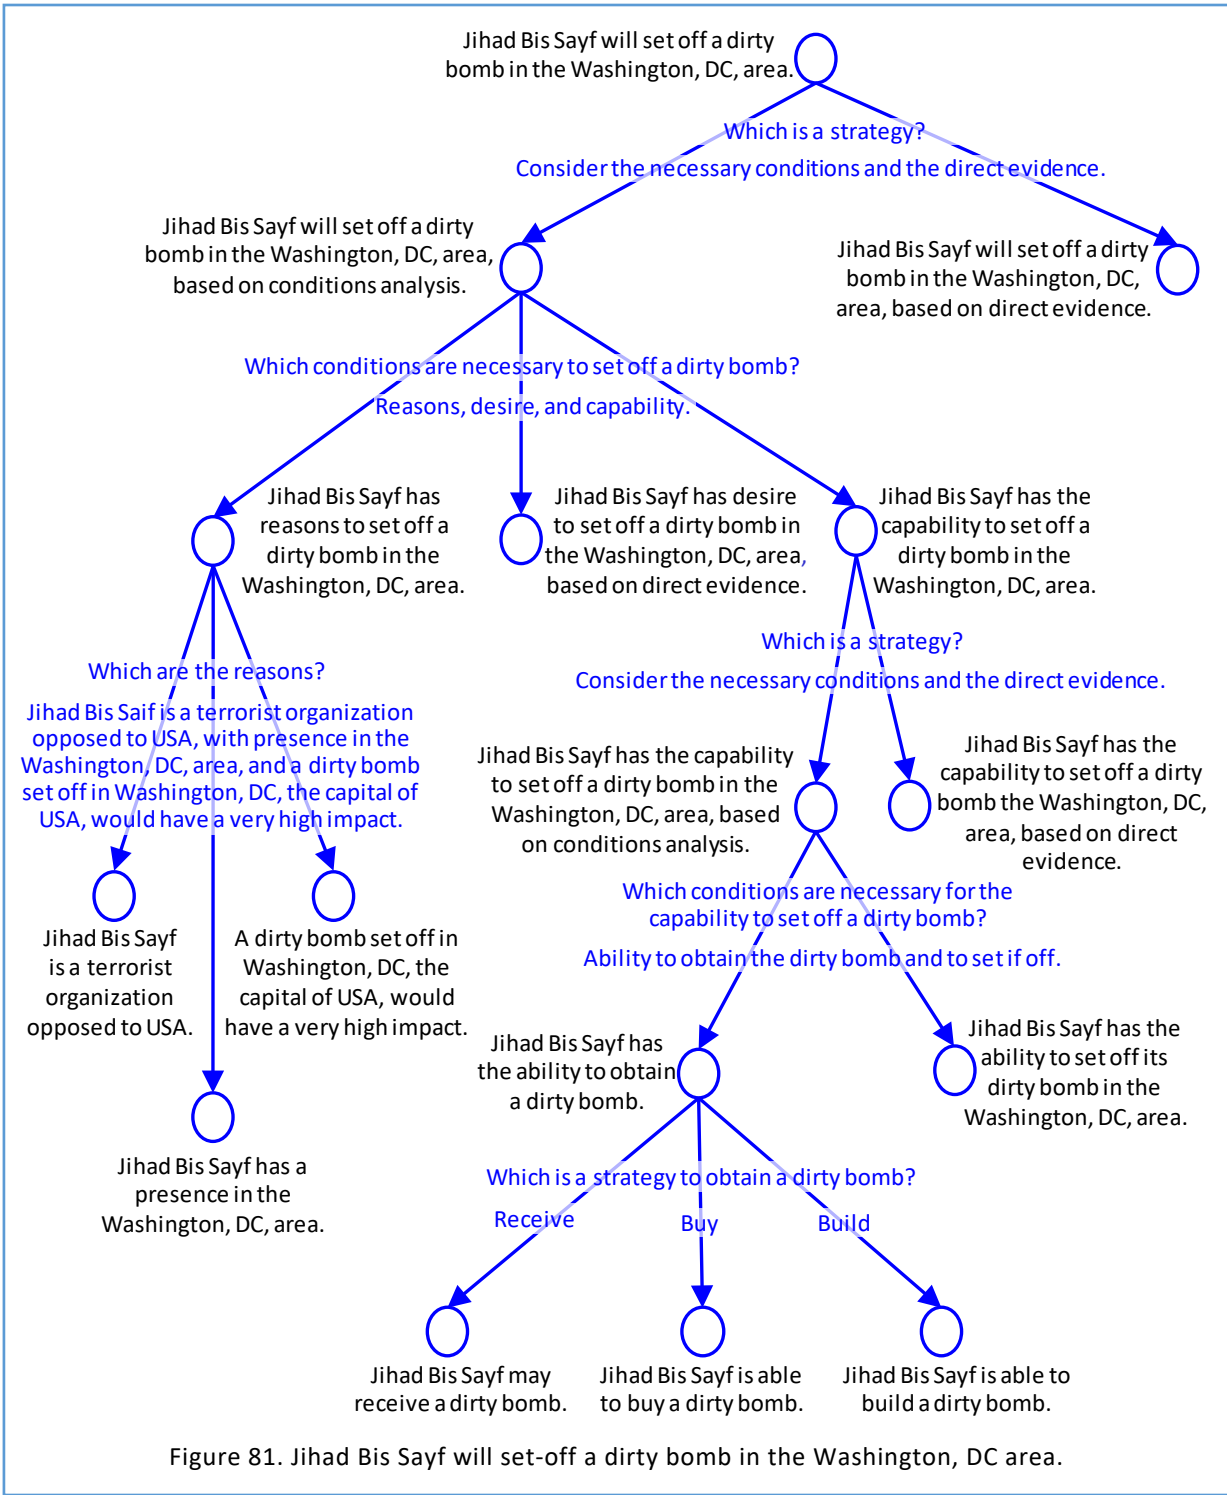 Jihad Bis Sayf will set off a dirty
bomb in the Washington, DC, area.
Which is a strategy?
Consider the necessary conditions and the direct evidence.
Jihad Bis Sayf will set off a dirty
bomb in the Washington, DC, area,
based on conditions analysis.
Jihad Bis Sayf will set off a dirty
bomb in the Washington, DC,
area, based on direct evidence.
Which conditions are necessary to set off a dirty bomb?
Reasons, desire, and capability.
Jihad Bis Sayf has
reasons to set off a
dirty bomb in the
Washington, DC, area.
Jihad Bis Sayf has desire
to set off a dirty bomb in
the Washington, DC, area,
based on direct evidence.
Jihad Bis Sayf has the
capability to set off a
dirty bomb in the
Washington, DC, area.
Which are the reasons?
Jihad Bis Saif is a terrorist organization
opposed to USA, with presence in the
Washington, DC, area, and a dirty bomb
set off in Washington, DC, the capital of
USA, would have a very high impact.
Which is a strategy?
Consider the necessary conditions and the direct evidence.
Jihad Bis Sayf has the capability
to set off a dirty bomb in the
Washington, DC, area, based
on conditions analysis.
Jihad Bis Sayf has the
capability to set off a dirty
bomb the Washington, DC,
area, based on direct
evidence.
Jihad Bis Sayf
is a terrorist
organization
opposed to USA.
A dirty bomb set off in
Washington, DC, the
capital of USA, would
have a very high impact.
Which conditions are necessary for the
capability to set off a dirty bomb?
Ability to obtain the dirty bomb and to set if off.
Jihad Bis Sayf has
the ability to obtain
a dirty bomb.
Jihad Bis Sayf has the
ability to set off its
dirty bomb in the
Washington, DC, area.
Jihad Bis Sayf has a
presence in the
Washington, DC, area.
Which is a strategy to obtain a dirty bomb?
Receive
Buy
Build
Jihad Bis Sayf may
receive a dirty bomb.
Jihad Bis Sayf is able
to buy a dirty bomb.
Jihad Bis Sayf is able to
build a dirty bomb.
Figure 81. Jihad Bis Sayf will set-off a dirty bomb in the Washington, DC area.